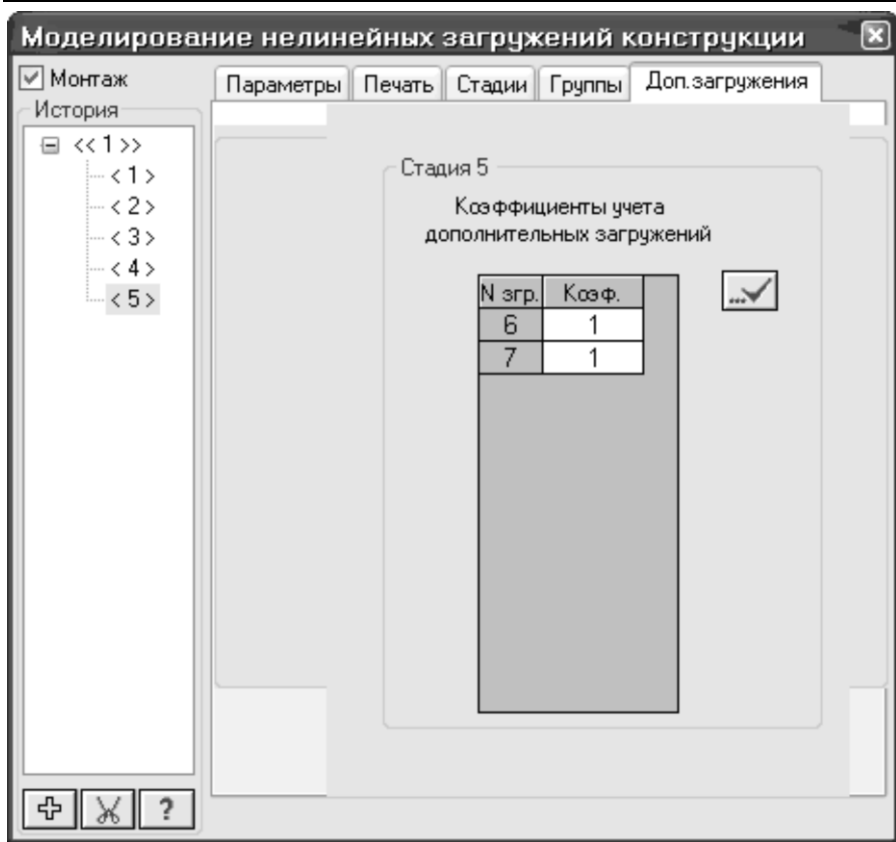 Моделирование нелинейных загружений конструкции
Монтаж
Параметры Печать Стадии Группы Доп.загружения
История
<< 1 >>
< 1 >
< 2 >
< 3 >
< 4 >
< 5 >
Стадия 5
Коэффициенты учета
дополнительных загружений
N згр. Коэф.
6 1
7 1
...
?